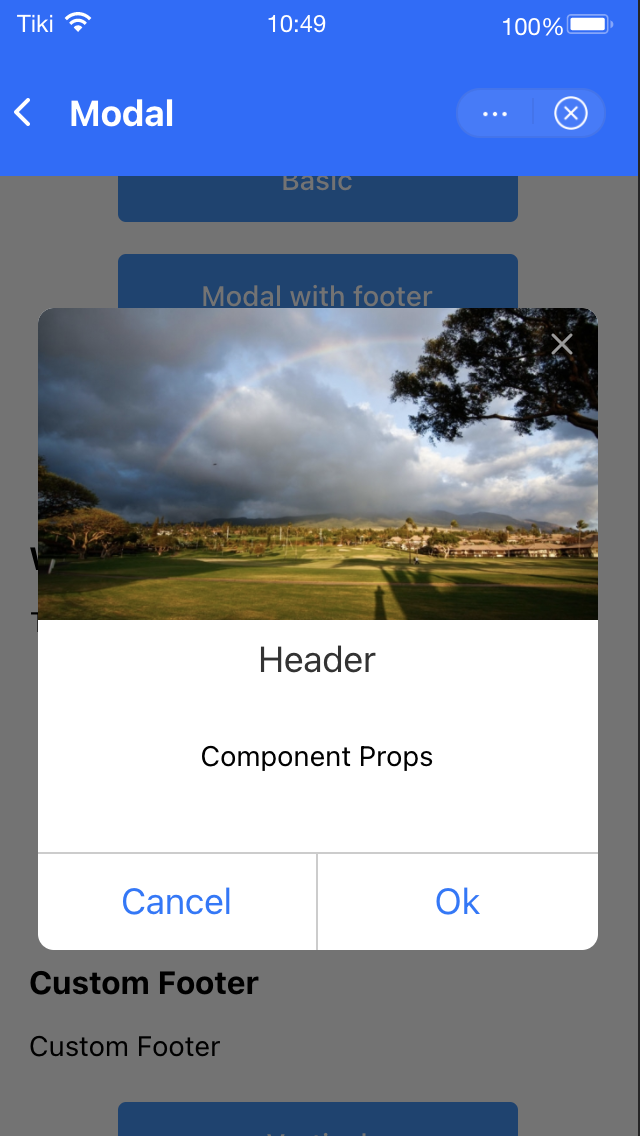 Tiki 10:49 100%
Modal
Basic
Modal with footer
Header
Component Props
Cancel Ok
Custom Footer
Custom Footer